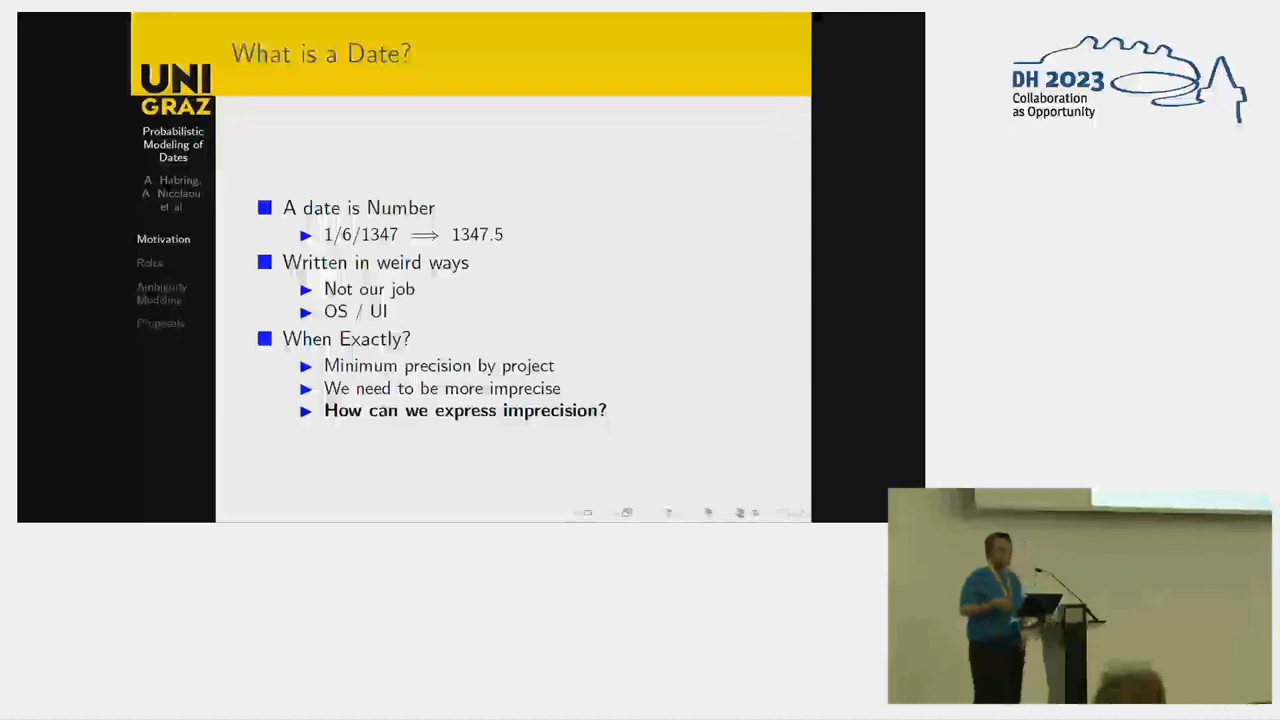 What is a Date?
UNI
GRAZ
Probabilistic
Modeling of
Dates
A. Habring,
A. Nicolaou
et al
Motivation
Roles
Ambiguity
Modeling
Proposals
A date is Number
1/6/1347 ⟹ 1347.5
Written in weird ways
Not our job
OS / UI
When Exactly?
Minimum precision by project
We need to be more imprecise
How can we express imprecision?
DH 2023
Collaboration
as Opportunity